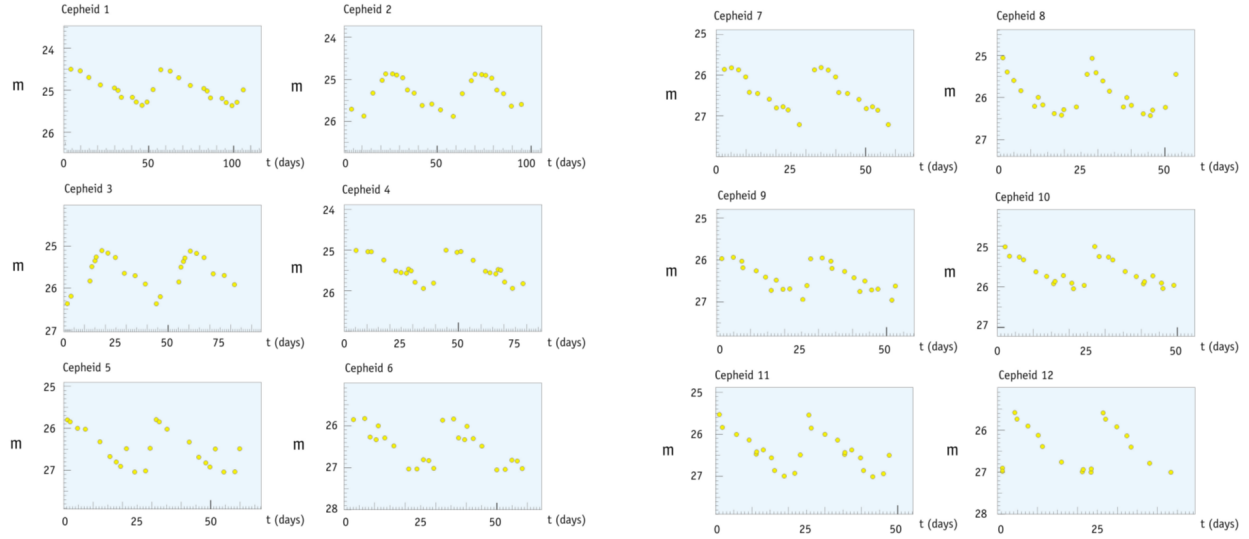 Cepheid 1
24
25
26
m
0 50 100 t (days)
Cepheid 2
24
25
26
m
0 50 100 t (days)
Cepheid 3
25
26
27
m
0 25 50 75 t (days)
Cepheid 4
24
25
26
m
0 25 50 75 t (days)
Cepheid 5
25
26
27
m
0 50 t (days)
Cepheid 6
25
26
27
28
m
0 25 50 t (days)
Cepheid 7
25
26
27
m
0 25 50 t (days)
Cepheid 8
25
26
27
m
0 50 t (days)
Cepheid 9
25
26
27
m
0 25 50 t (days)
Cepheid 10
25
26
27
m
0 25 50 t (days)
Cepheid 11
25
26
27
m
0 25 50 t (days)
Cepheid 12
25
26
27
28
m
0 25 t (days)